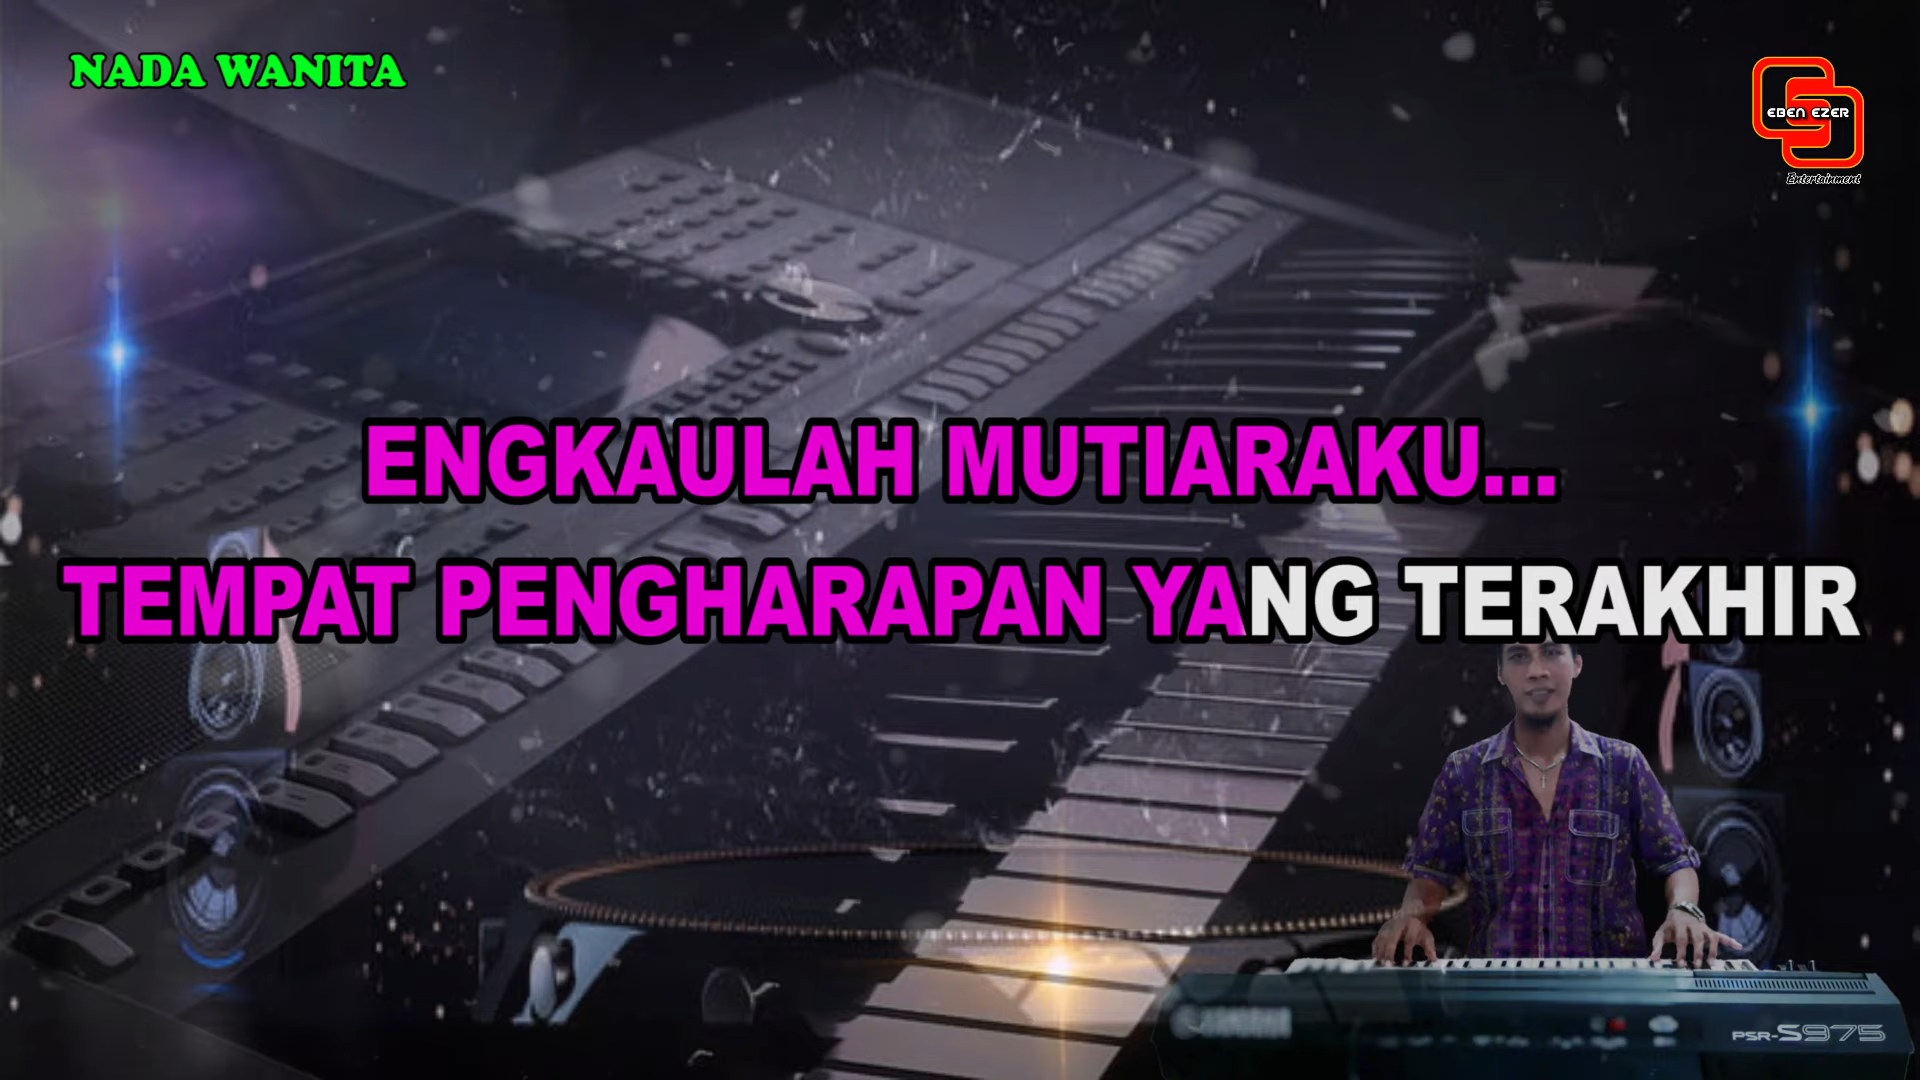 NADA WANITA
EBEN EZER
Entertainment
ENGKAULAH MUTIARAKU...
TEMPAT PENGHARAPAN YANG TERAKHIR
PSR-S975